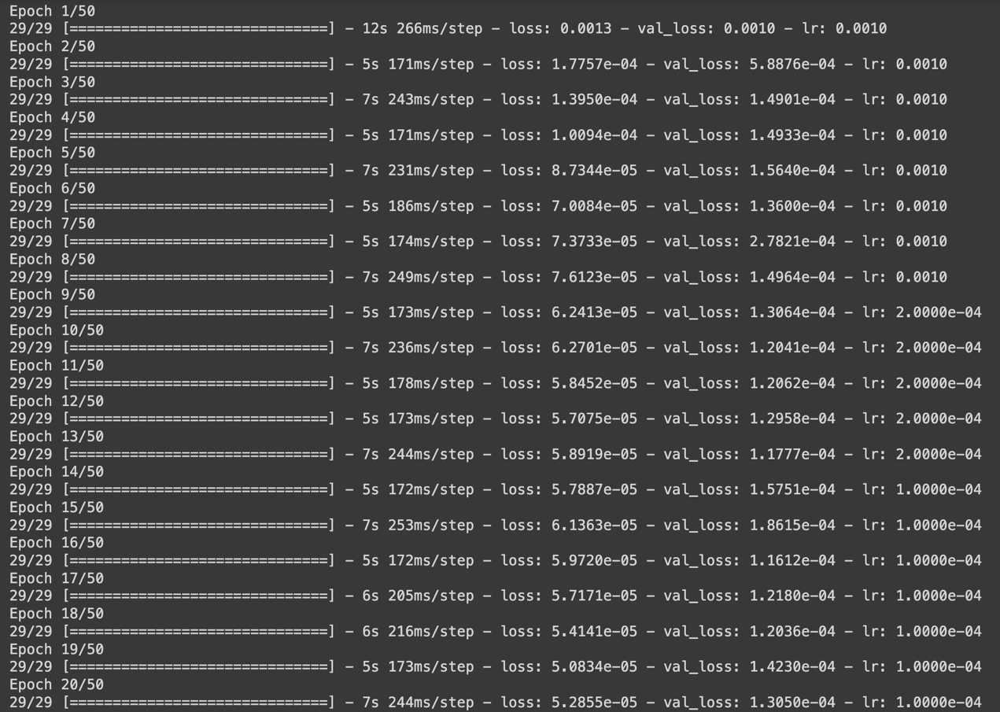 Epoch 1/50
29/29 [==============================] - 12s 266ms/step - loss: 0.0013 - val_loss: 0.0010 - lr: 0.0010
Epoch 2/50
29/29 [==============================] - 5s 171ms/step - loss: 1.7757e-04 - val_loss: 5.8876e-04 - lr: 0.0010
Epoch 3/50
29/29 [==============================] - 7s 243ms/step - loss: 1.3950e-04 - val_loss: 1.4901e-04 - lr: 0.0010
Epoch 4/50
29/29 [==============================] - 5s 171ms/step - loss: 1.0094e-04 - val_loss: 1.4933e-04 - lr: 0.0010
Epoch 5/50
29/29 [==============================] - 7s 231ms/step - loss: 8.7344e-05 - val_loss: 1.5640e-04 - lr: 0.0010
Epoch 6/50
29/29 [==============================] - 5s 186ms/step - loss: 7.0084e-05 - val_loss: 1.3600e-04 - lr: 0.0010
Epoch 7/50
29/29 [==============================] - 5s 174ms/step - loss: 7.3733e-05 - val_loss: 2.7821e-04 - lr: 0.0010
Epoch 8/50
29/29 [==============================] - 7s 249ms/step - loss: 7.6123e-05 - val_loss: 1.4964e-04 - lr: 0.0010
Epoch 9/50
29/29 [==============================] - 5s 173ms/step - loss: 6.2413e-05 - val_loss: 1.3064e-04 - lr: 2.0000e-04
Epoch 10/50
29/29 [==============================] - 7s 236ms/step - loss: 6.2701e-05 - val_loss: 1.2041e-04 - lr: 2.0000e-04
Epoch 11/50
29/29 [==============================] - 5s 178ms/step - loss: 5.8452e-05 - val_loss: 1.2062e-04 - lr: 2.0000e-04
Epoch 12/50
29/29 [==============================] - 5s 173ms/step - loss: 5.7075e-05 - val_loss: 1.2958e-04 - lr: 2.0000e-04
Epoch 13/50
29/29 [==============================] - 7s 244ms/step - loss: 5.8919e-05 - val_loss: 1.1777e-04 - lr: 2.0000e-04
Epoch 14/50
29/29 [==============================] - 5s 172ms/step - loss: 5.7887e-05 - val_loss: 1.5751e-04 - lr: 1.0000e-04
Epoch 15/50
29/29 [==============================] - 7s 253ms/step - loss: 6.1363e-05 - val_loss: 1.8615e-04 - lr: 1.0000e-04
Epoch 16/50
29/29 [==============================] - 5s 172ms/step - loss: 5.9720e-05 - val_loss: 1.1612e-04 - lr: 1.0000e-04
Epoch 17/50
29/29 [==============================] - 6s 205ms/step - loss: 5.7171e-05 - val_loss: 1.2180e-04 - lr: 1.0000e-04
Epoch 18/50
29/29 [==============================] - 6s 216ms/step - loss: 5.4141e-05 - val_loss: 1.2036e-04 - lr: 1.0000e-04
Epoch 19/50
29/29 [==============================] - 5s 173ms/step - loss: 5.0834e-05 - val_loss: 1.4230e-04 - lr: 1.0000e-04
Epoch 20/50
29/29 [==============================] - 7s 244ms/step - loss: 5.2855e-05 - val_loss: 1.3050e-04 - lr: 1.0000e-04